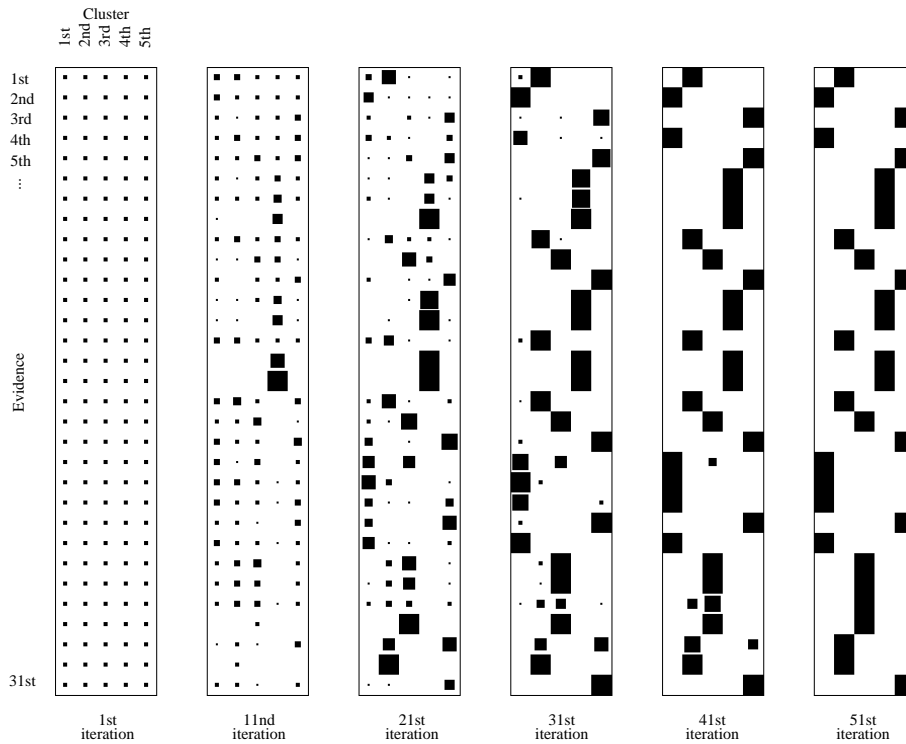 Cluster
1st
2nd
3rd
4th
5th
1st
2nd
3rd
4th
5th
...
Evidence
31st
1st
iteration
11nd
iteration
21st
iteration
31st
iteration
41st
iteration
51st
iteration